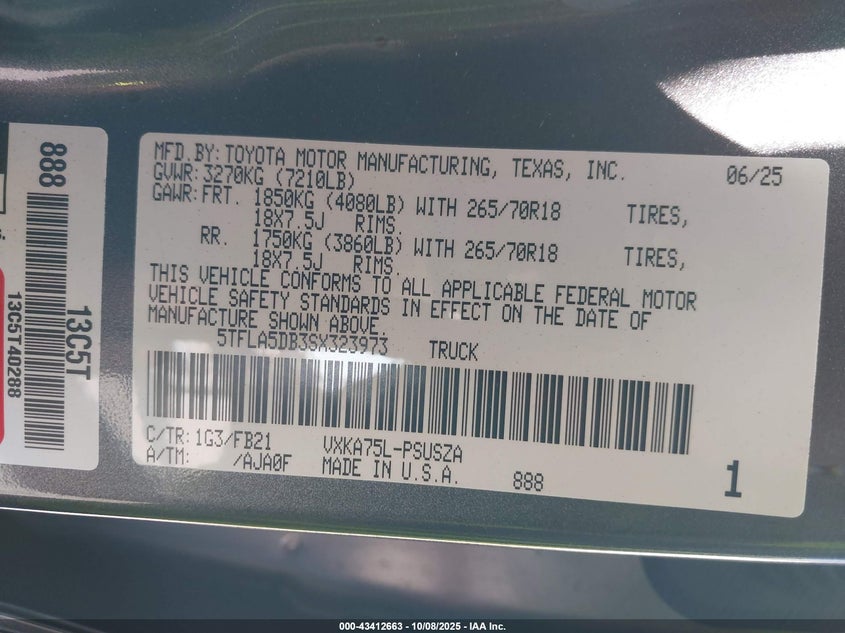 888
13C5T
13C5T40288
MFD.BY:TOYOTA MOTOR MANUFACTURING, TEXAS, INC. 06/25
GVWR:3270KG (7210LB)
GAWR:FRT. 1850KG (4080LB) WITH 265/70R18 TIRES,
18X7.5J RIMS.
RR. 1750KG (3860LB) WITH 265/70R18 TIRES,
18X7.5J RIMS.
THIS VEHICLE CONFORMS TO ALL APPLICABLE FEDERAL MOTOR
VEHICLE SAFETY STANDARDS IN EFFECT ON THE DATE OF
MANUFACTURE SHOWN ABOVE.
5TFLA5DB3SX323973 TRUCK
C/TR:1G3/FB21 VXKA75L-PSUSZA
A/TM: /AJA0F MADE IN U.S.A. 888 1
000-43412663 - 10/08/2025 - IAA Inc.